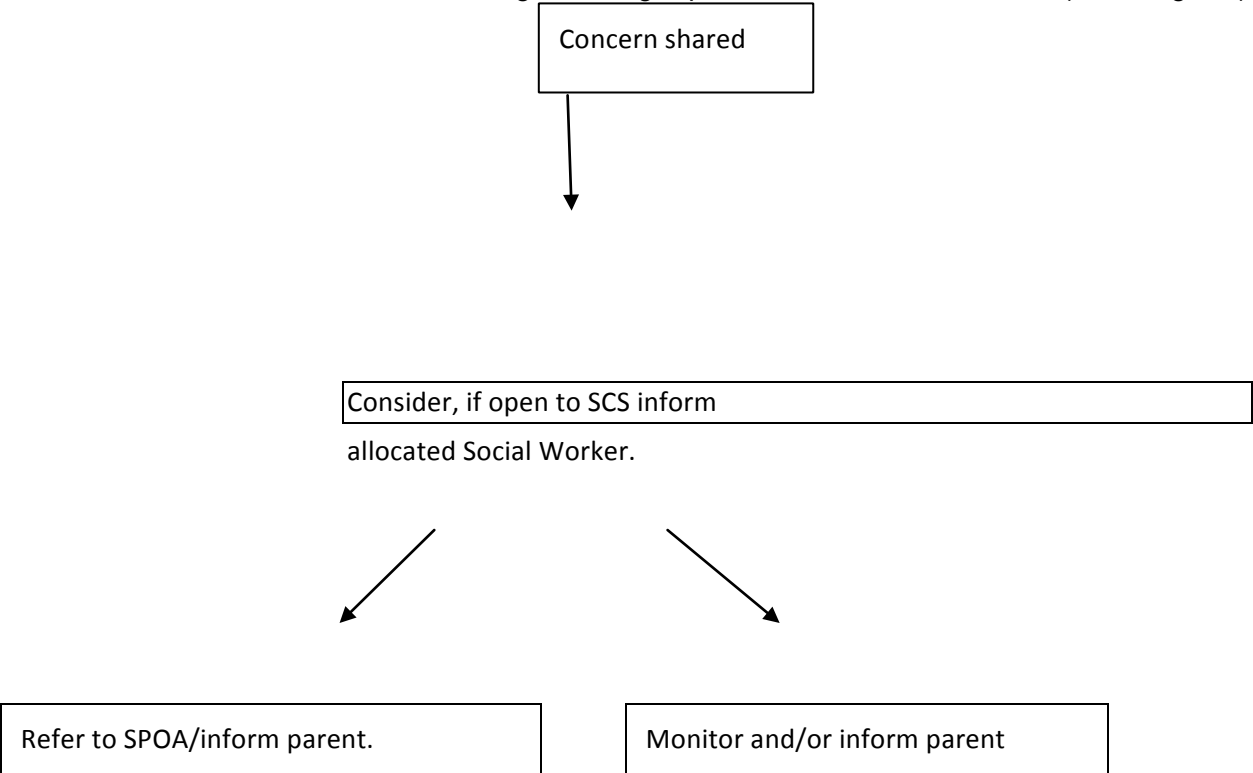 Concern shared
Consider, if open to SCS inform
allocated Social Worker.
Refer to SPOA/inform parent.
Monitor and/or inform parent